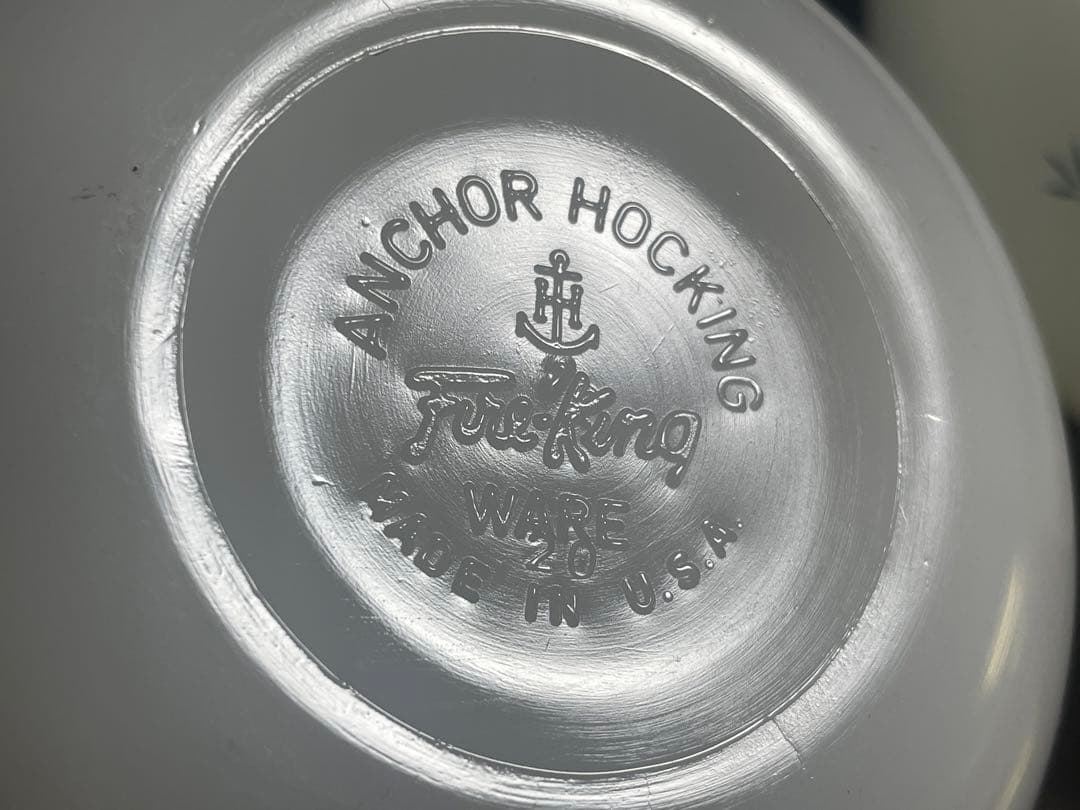 ANCHOR HOCKING
Fire-King
WARE
20
MADE IN U.S.A.